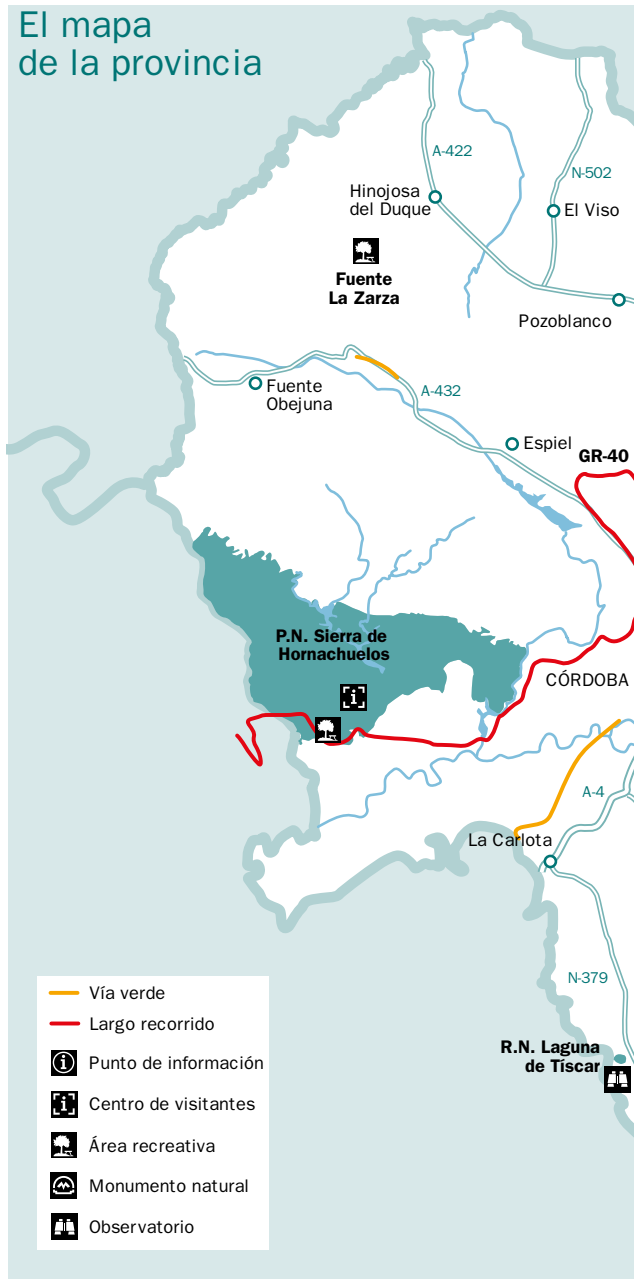 El mapa
de la provincia
A-422
N-502
Hinojosa
del Duque
El Viso
Fuente
La Zarza
Pozoblanco
A-432
Fuente
Obejuna
Espiel
GR-40
P.N. Sierra de
Hornachuelos
CÓRDOBA
A-4
La Carlota
N-379
R.N. Laguna
de Tíscar
Vía verde
Largo recorrido
Punto de información
Centro de visitantes
Área recreativa
Monumento natural
Observatorio